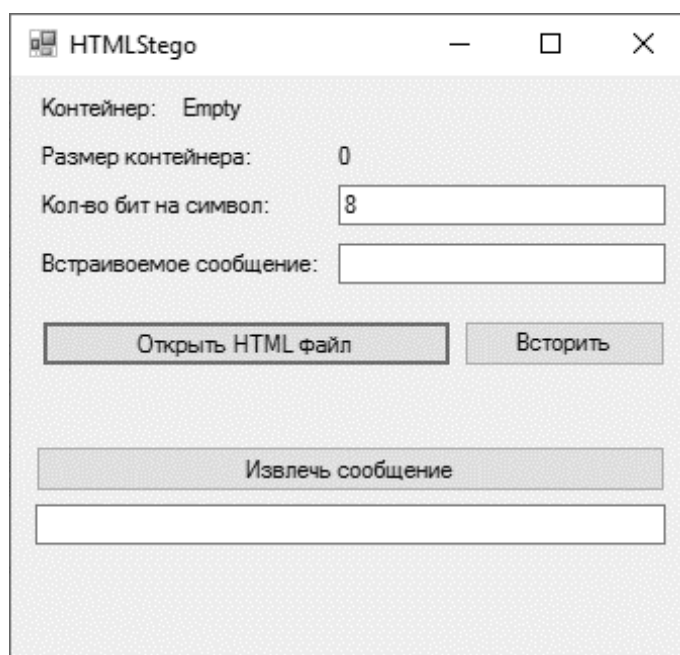 HTMLStego
Контейнер: Empty
Размер контейнера: 0
Кол-во бит на символ: 8
Встраивоемое сообщение:
Открыть HTML файл Вcторить
Извлечь сообщение